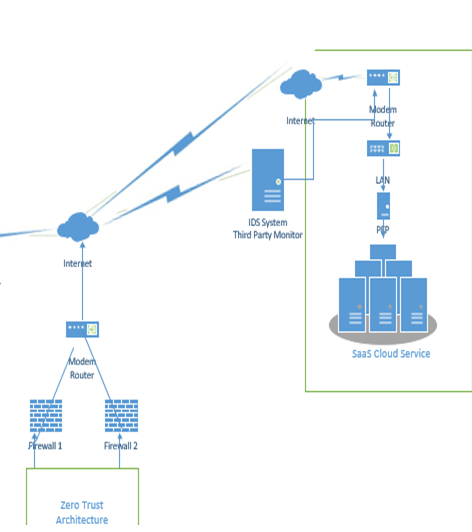 Internet
Modem
Router
LAN
PEP
IDS System
Third Party Monitor
SaaS Cloud Service
Internet
Modem
Router
Firewall 1
Firewall 2
Zero Trust
Architecture